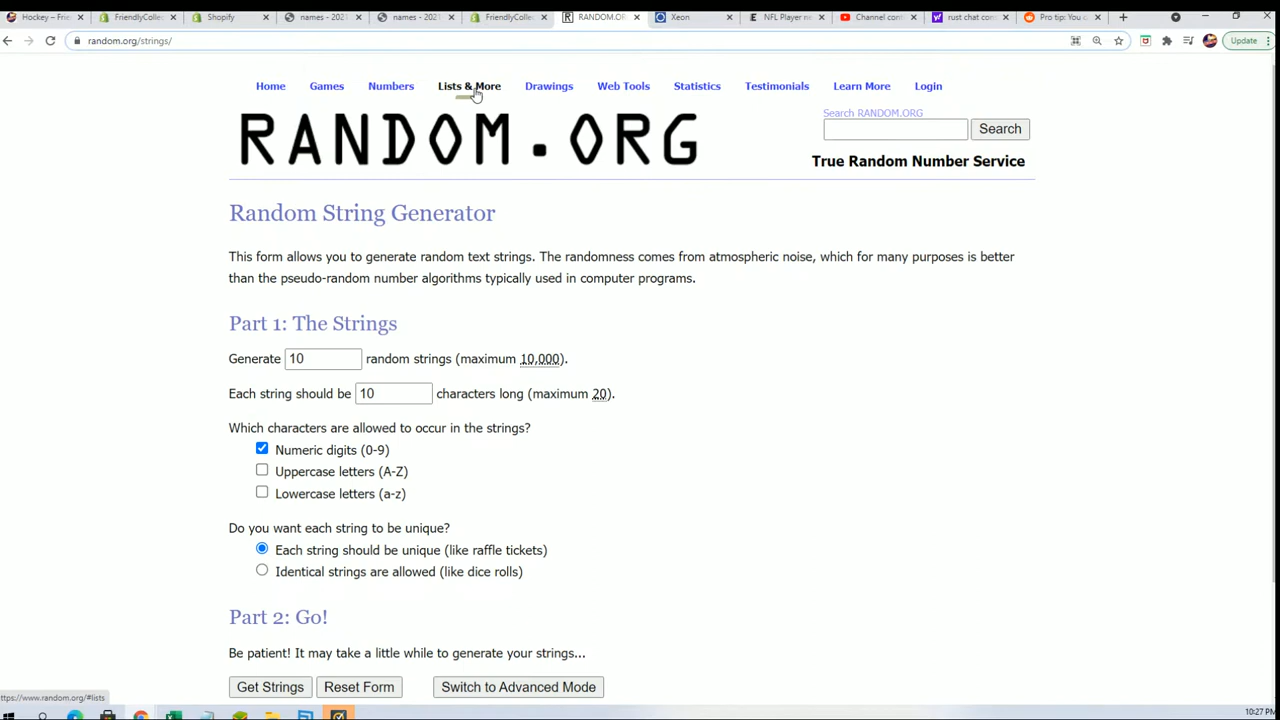 Hockey – Frie
FriendlyCollec
Shopify
names - 2021
names - 2021
FriendlyCollec
RANDOM.OR
Xeon
NFL Player ne
Channel cont
rust chat com
Pro tip: You c
random.org/strings/
Update
Home Games Numbers Lists & More Drawings Web Tools Statistics Testimonials Learn More Login
Search RANDOM.ORG
RANDOM.ORG
Search
True Random Number Service
Random String Generator
This form allows you to generate random text strings. The randomness comes from atmospheric noise, which for many purposes is better
than the pseudo-random number algorithms typically used in computer programs.
Part 1: The Strings
Generate 10 random strings (maximum 10,000).
Each string should be 10 characters long (maximum 20).
Which characters are allowed to occur in the strings?
Numeric digits (0-9)
Uppercase letters (A-Z)
Lowercase letters (a-z)
Do you want each string to be unique?
Each string should be unique (like raffle tickets)
Identical strings are allowed (like dice rolls)
Part 2: Go!
Be patient! It may take a little while to generate your strings...
Get Strings Reset Form Switch to Advanced Mode
https://www.random.org/#lists
10:27 PM